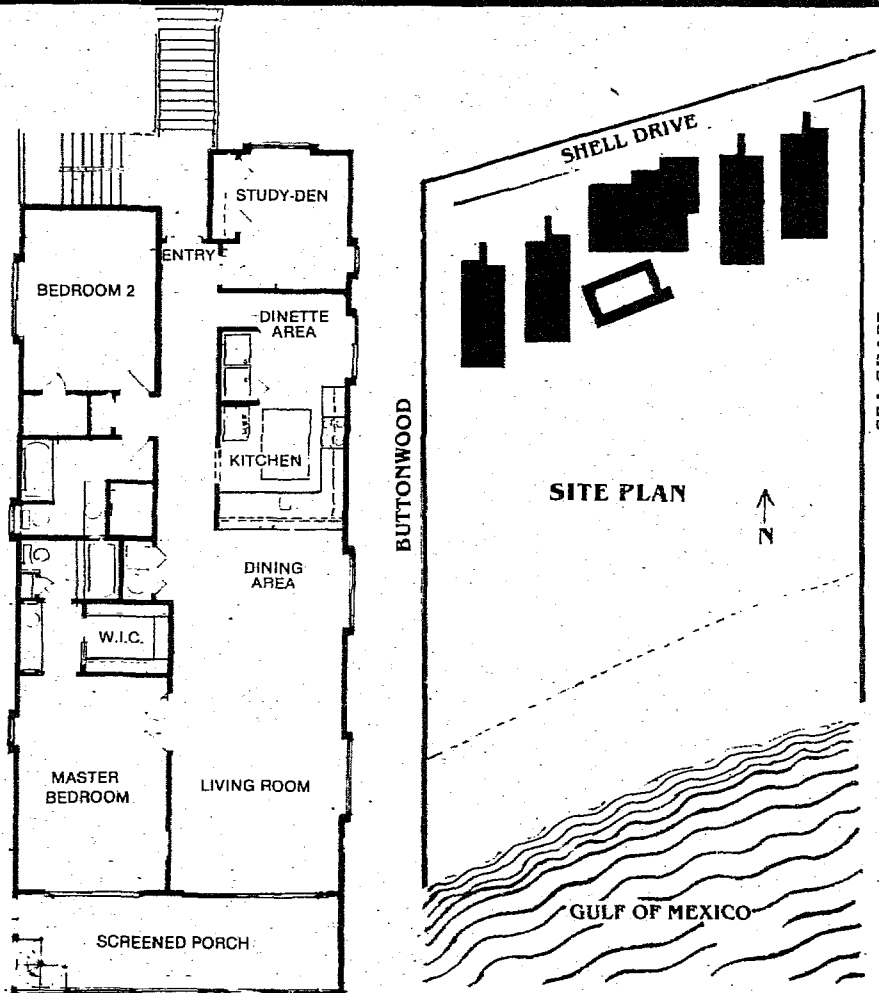 STUDY-DEN
ENTRY
BEDROOM 2
DINETTE
AREA
KITCHEN
DINING
AREA
W.I.C.
MASTER
BEDROOM
LIVING ROOM
SCREENED PORCH
SHELL DRIVE
BUTTONWOOD
SITE PLAN
N
GULF OF MEXICO